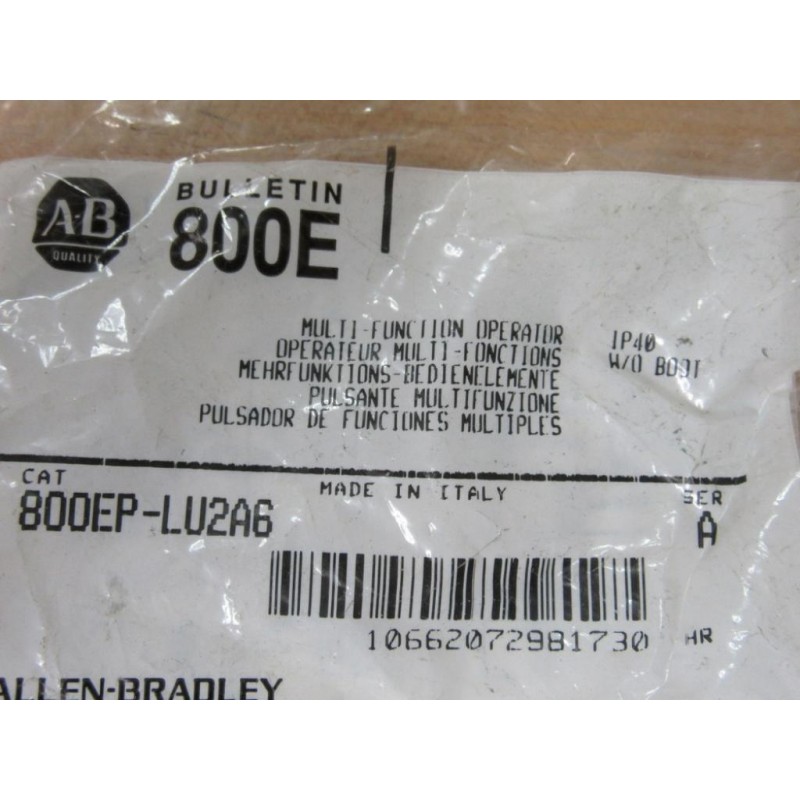 AB
QUALITY
BULLETIN
800E
MULTI-FUNCTION OPERATOR
OPERATEUR MULTI-FONCTIONS
MEHRFUNKTIONS-BEDIENELEMENTE
PULSANTE MULTIFUNZIONE
PULSADOR DE FUNCIONES MULTIPLES
IP40
W/O BOOT
CAT
800EP-LU2A6
MADE IN ITALY
SER
A
10662072981730
HR
ALLEN-BRADLEY